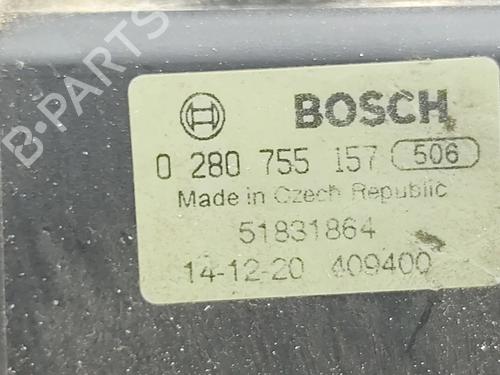 B-PARTS
BOSCH
0 280 755 157 506
Made in Czech Republic
51831864
14-12-20 409400